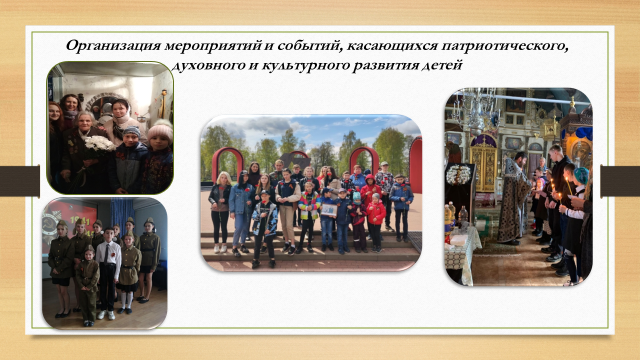 Организация мероприятий и событий, касающихся патриотического,
духовного и культурного развития детей